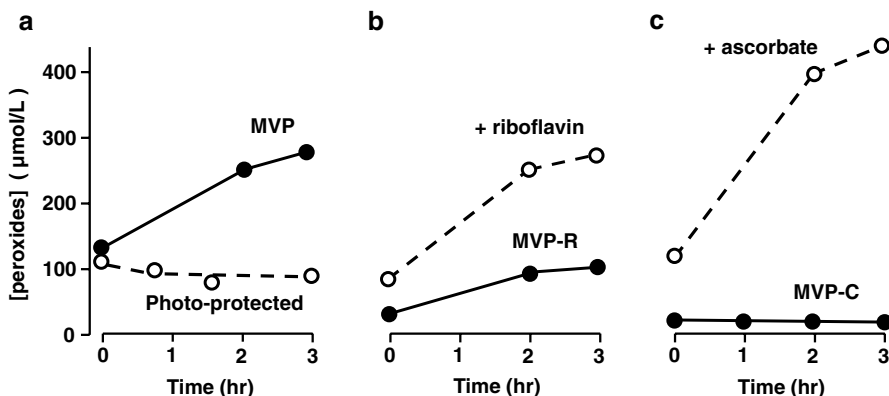 a
b
c
[peroxides] ( µmol/L)
400
300
200
100
0
MVP
Photo-protected
0
1
2
3
Time (hr)
+ riboflavin
MVP-R
0
1
2
3
Time (hr)
+ ascorbate
MVP-C
0
1
2
3
Time (hr)